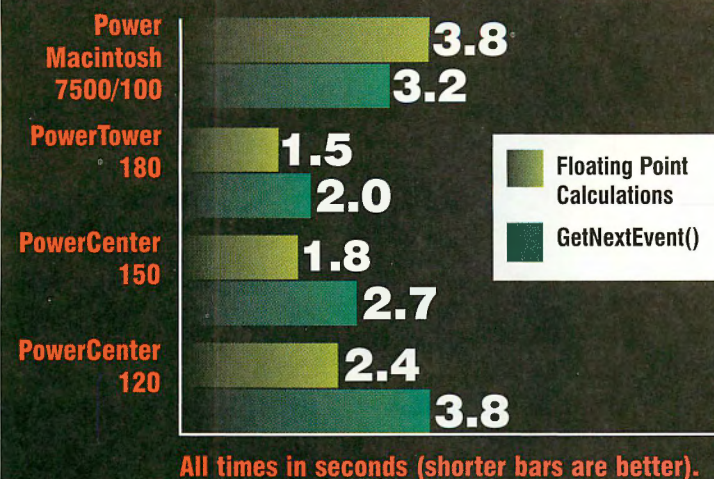 Power
Macintosh
7500/100
3.8
3.2
PowerTower
180
1.5
2.0
PowerCenter
150
1.8
2.7
PowerCenter
120
2.4
3.8
Floating Point
Calculations
GetNextEvent()
All times in seconds (shorter bars are better).